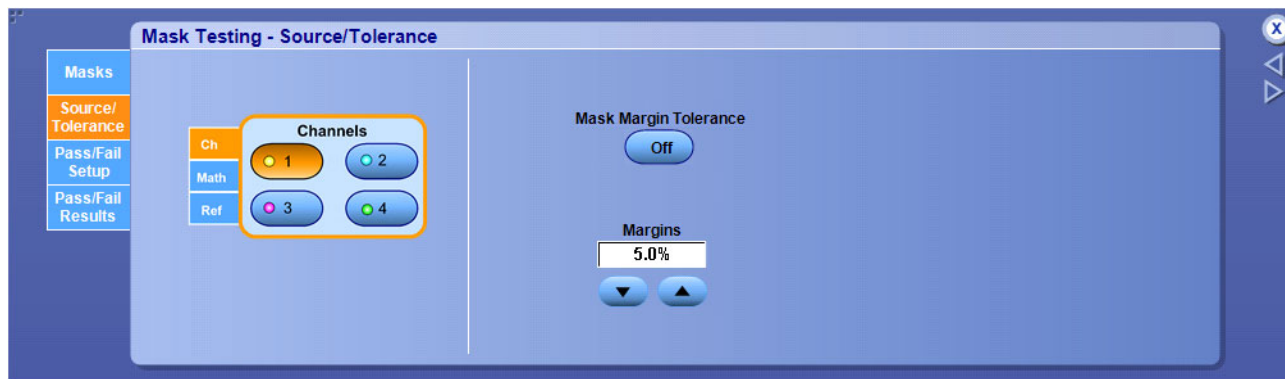 Mask Testing - Source/Tolerance
X
Masks
Source/
Tolerance
Pass/Fail
Setup
Pass/Fail
Results
Ch
Math
Ref
Channels
1
2
3
4
Mask Margin Tolerance
Off
Margins
5.0%